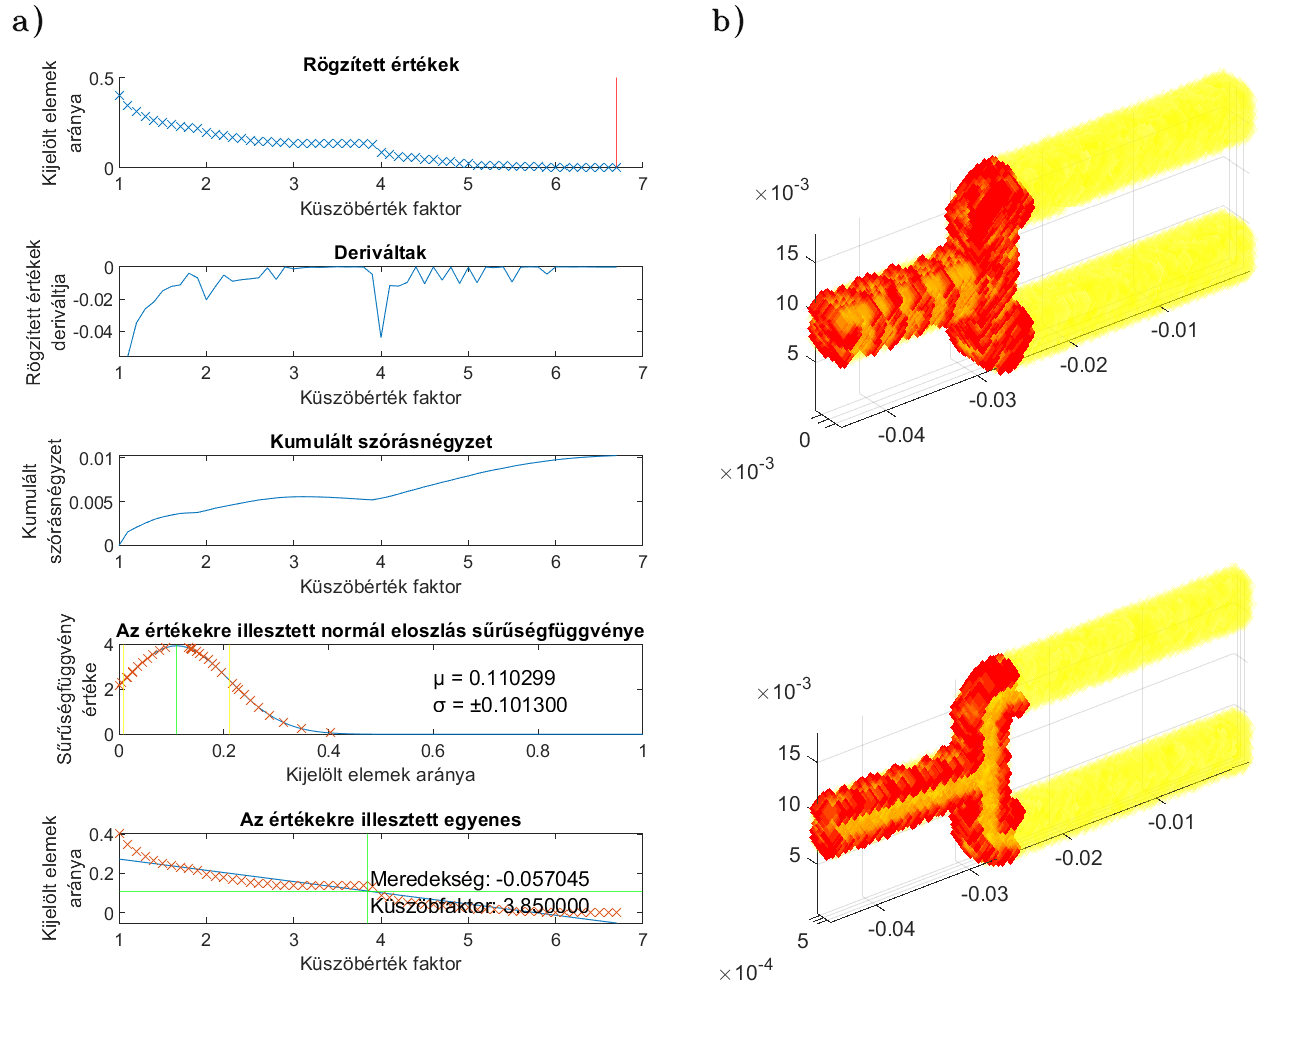 a)
Rögzített értékek
Kijelölt elemek
aránya
0.5
0
1 2 3 4 5 6 7
Küszöbérték faktor
Deriváltak
Rögzített értékek
deriváltja
0
-0.02
-0.04
1 2 3 4 5 6 7
Küszöbérték faktor
Kumulált szórásnégyzet
Kumulált
szórásnégyzet
0.01
0.005
0
1 2 3 4 5 6 7
Küszöbérték faktor
Az értékekre illesztett normál eloszlás sűrűségfüggvénye
Sűrűségfüggvény
értéke
4
2
0
μ = 0.110299
σ = ±0.101300
0 0.2 0.4 0.6 0.8 1
Kijelölt elemek aránya
Az értékekre illesztett egyenes
Kijelölt elemek
aránya
0.4
0.2
0
Meredekség: -0.057045
Küszöbfaktor: 3.850000
1 2 3 4 5 6 7
Küszöbérték faktor
b)
×10-3
15
10
5
0
×10-3
-0.04
-0.03
-0.02
-0.01
×10-3
15
10
5
5
×10-4
-0.04
-0.03
-0.02
-0.01